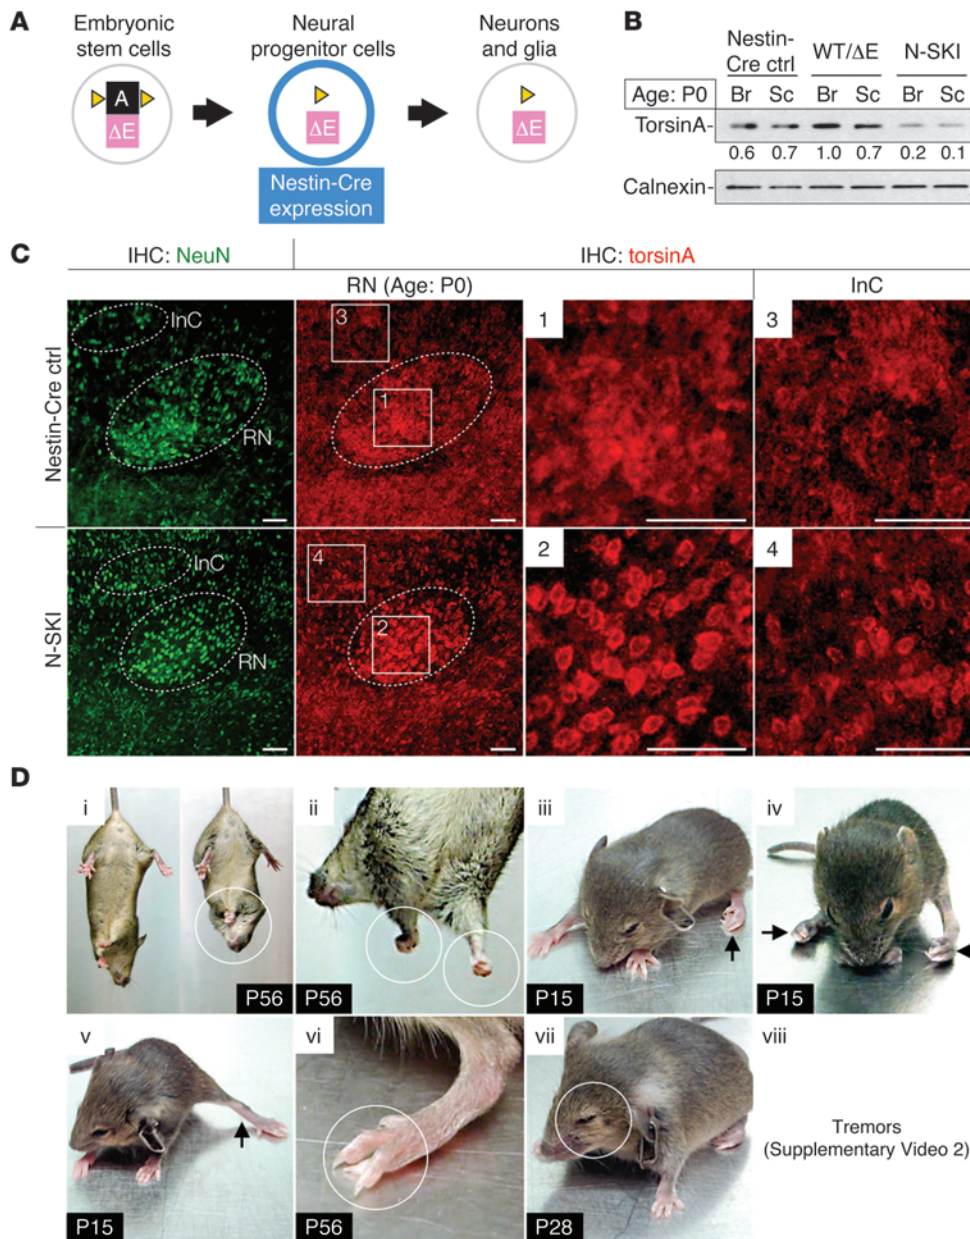 A
Embryonic
stem cells
Neural
progenitor cells
Neurons
and glia
A
ΔE
ΔE
ΔE
Nestin-Cre
expression
B
Nestin-
Cre ctrl
WT/ΔE
N-SKI
Age: P0
Br Sc Br Sc Br Sc
TorsinA-
0.6 0.7 1.0 0.7 0.2 0.1
Calnexin-
C
IHC: NeuN
IHC: torsinA
RN (Age: P0)
InC
Nestin-Cre ctrl
InC
RN
3
1
1
3
N-SKI
InC
RN
4
2
2
4
D
i
P56
ii
P56
iii
P15
iv
P15
v
P15
vi
P56
vii
P28
viii
Tremors
(Supplementary Video 2)